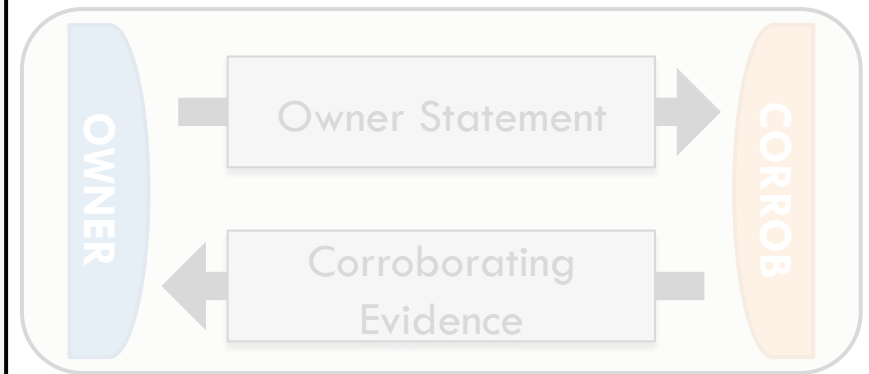 OWNER
Owner Statement
CORROB
Corroborating
Evidence